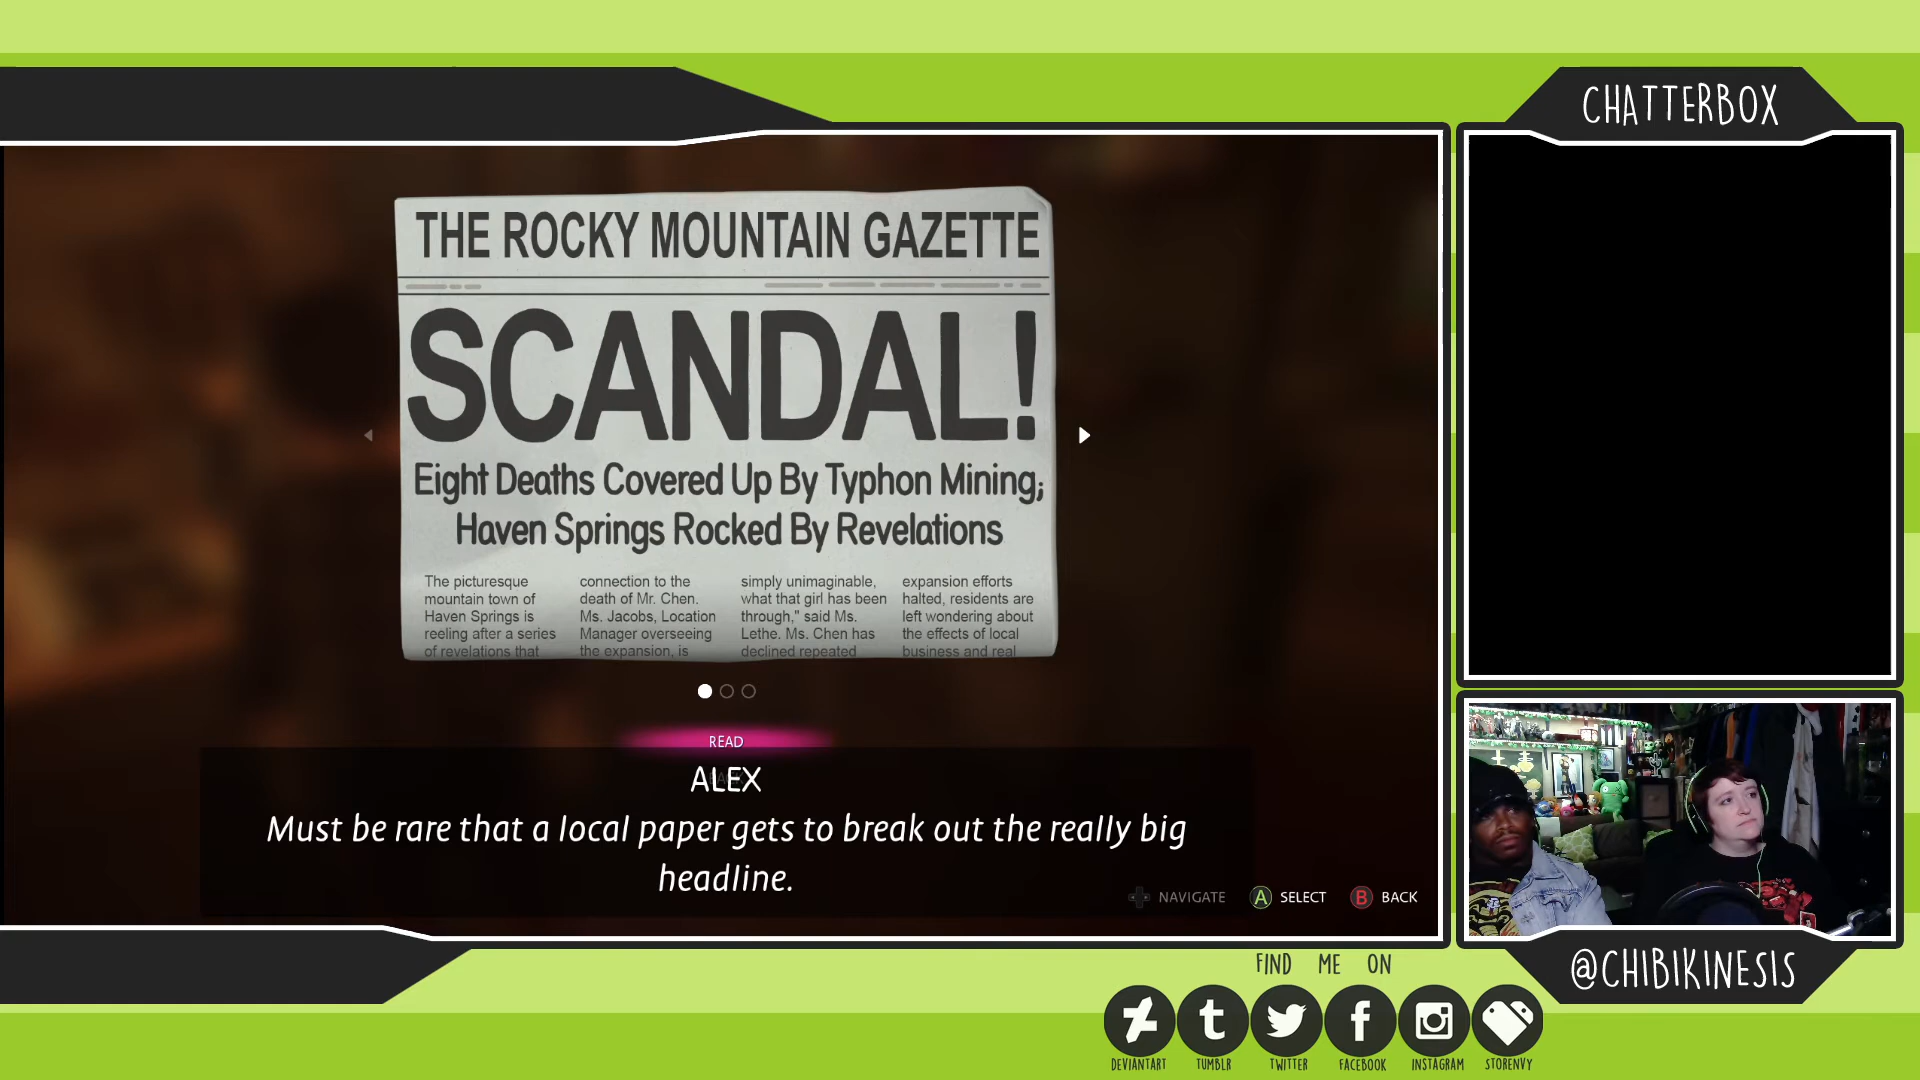 CHATTERBOX
THE ROCKY MOUNTAIN GAZETTE
SCANDAL!
Eight Deaths Covered Up By Typhon Mining;
Haven Springs Rocked By Revelations
The picturesque
mountain town of
Haven Springs is
reeling after a series
of revelations that
connection to the
death of Mr. Chen.
Ms. Jacobs, Location
Manager overseeing
the expansion, is
simply unimaginable,
what that girl has been
through," said Ms.
Lethe. Ms. Chen has
declined repeated
expansion efforts
halted, residents are
left wondering about
the effects of local
business and real
READ
ALEX
Must be rare that a local paper gets to break out the really big
headline.
NAVIGATE A SELECT B BACK
FIND ME ON
@CHIBIKINESIS
DEVIANTART TUMBLR TWITTER FACEBOOK INSTAGRAM STORENVY